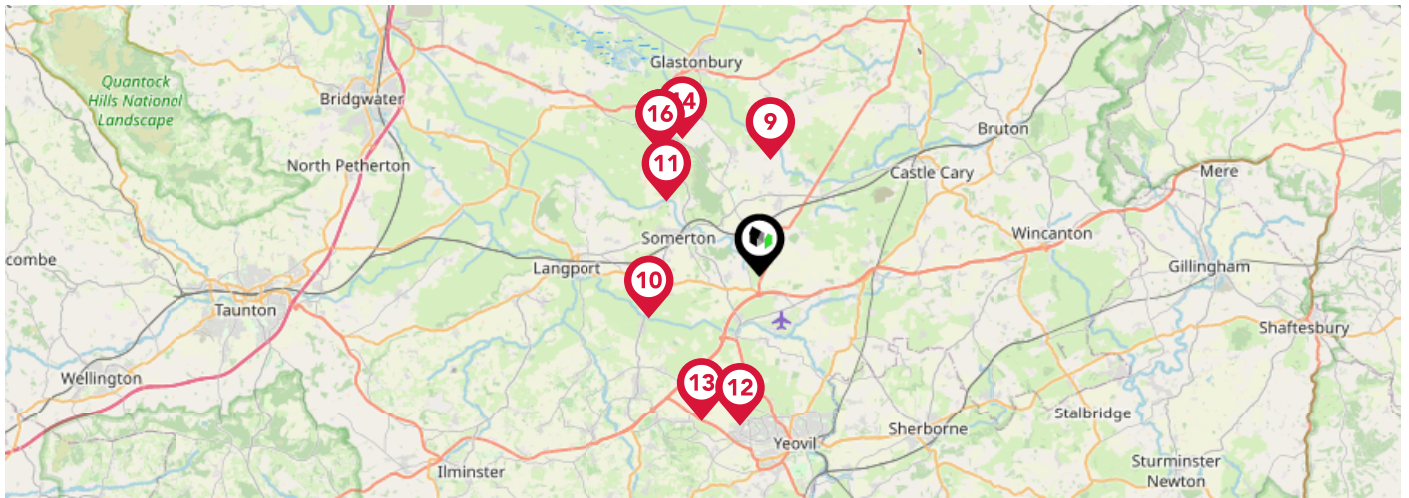 Glastonbury
Quantock
Hills National
Landscape
Bridgwater
16
9
Bruton
North Petherton
11
Castle Cary
Mere
Somerton
Wincanton
combe
Langport
10
Gillingham
Taunton
Shaftesbury
Wellington
13
12
Stalbridge
Sherborne
Yeovil
Ilminster
Sturminster
Newton